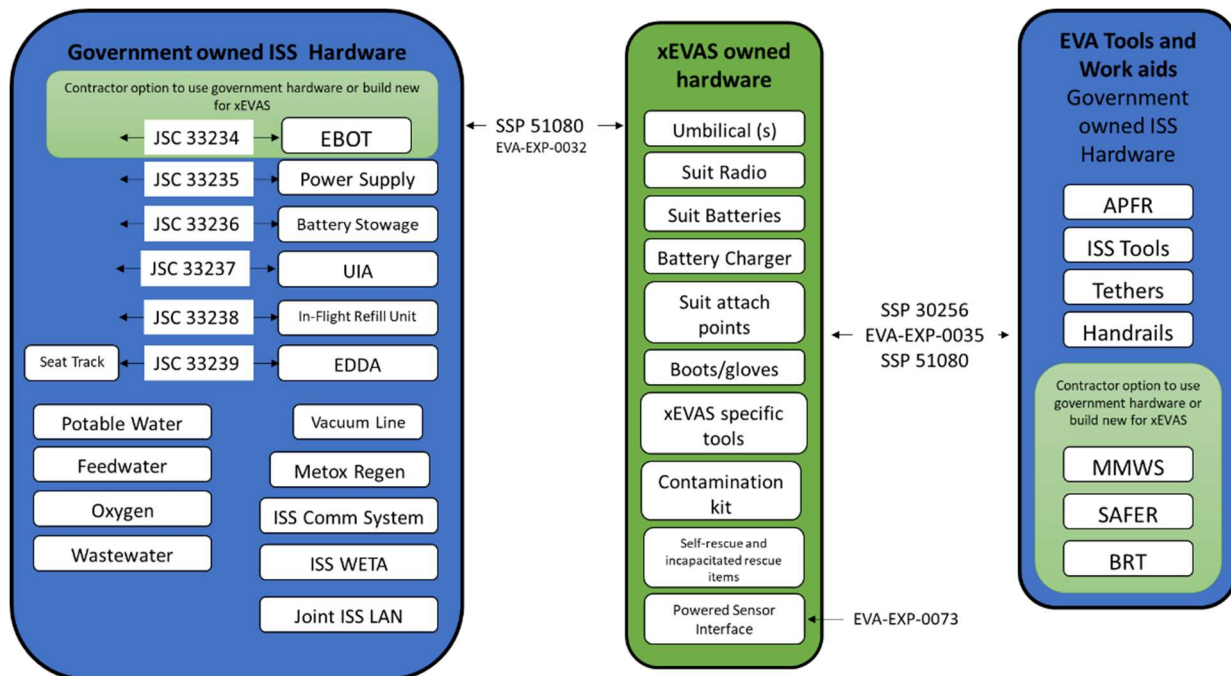 Government owned ISS Hardware
Contractor option to use government hardware or build new
for xEVAS
JSC 33234
EBOT
JSC 33235
Power Supply
JSC 33236
Battery Stowage
JSC 33237
UIA
JSC 33238
In-Flight Refill Unit
Seat Track
JSC 33239
EDDA
Potable Water
Feedwater
Oxygen
Wastewater
Vacuum Line
Metox Regen
ISS Comm System
ISS WETA
Joint ISS LAN
SSP 51080
EVA-EXP-0032
xEVAS owned
hardware
Umbilical (s)
Suit Radio
Suit Batteries
Battery Charger
Suit attach
points
Boots/gloves
xEVAS specific
tools
Contamination
kit
Self-rescue and
incapacitated rescue
items
Powered Sensor
Interface
EVA-EXP-0073
SSP 30256
EVA-EXP-0035
SSP 51080
EVA Tools and
Work aids
Government
owned ISS
Hardware
APFR
ISS Tools
Tethers
Handrails
Contractor option to use
government hardware or
build new for xEVAS
MMWS
SAFER
BRT